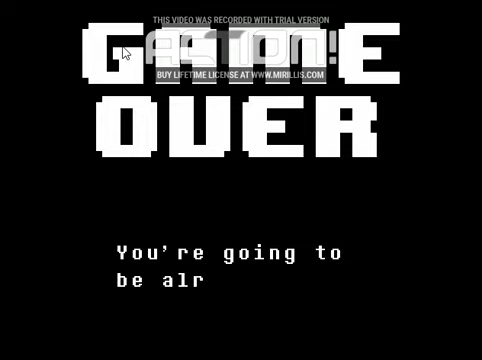 THIS VIDEO WAS RECORDED WITH TRIAL VERSION
GAME
ACTION!
BUY LIFETIME LICENSE AT WWW.MIRILLIS.COM
OVER
You're going to
be alr